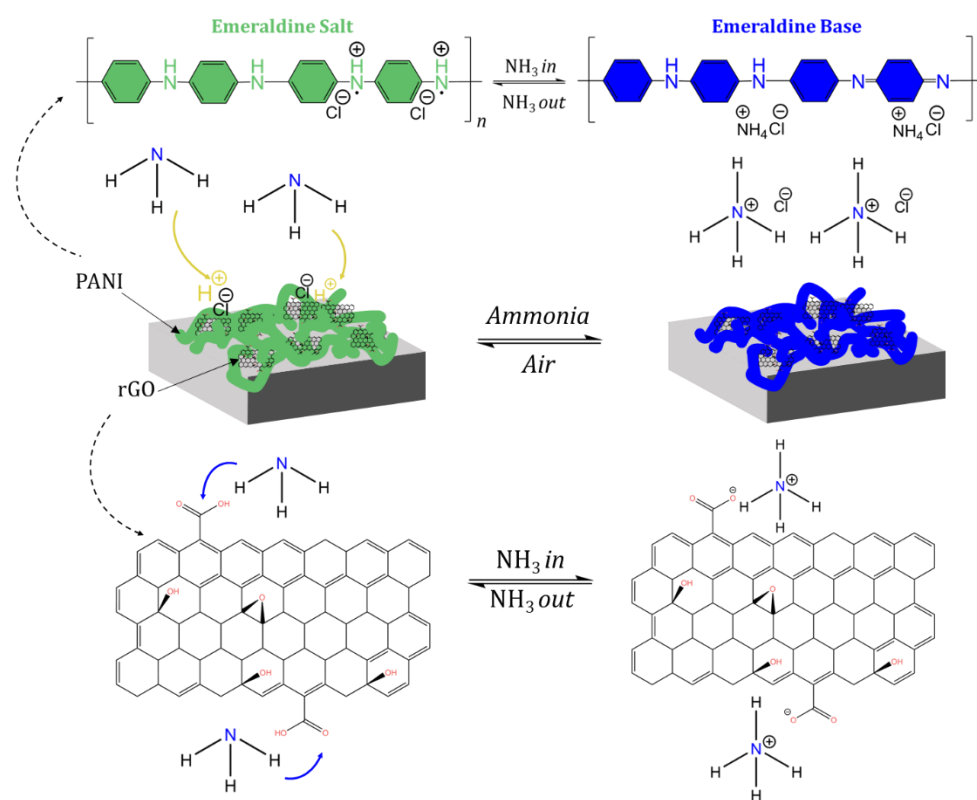 Emeraldine Salt
Emeraldine Base
⊕ ⊕
H H H H H H
N N N N N N N N
Cl⊖ Cl⊖
n
NH3 in
NH3 out
⊕ ⊖
NH4Cl
⊕ ⊖
NH4Cl
N
H H
H
N
H H
H
H
N⊕ Cl⊖
H H
H
H
N⊕ Cl⊖
H H
H
PANI
H⊕
Cl⊖
Cl⊖
H⊕
Ammonia
Air
rGO
N
H H
H
O OH
OH
O
OH
OH
HO O
N
H H
H
NH3 in
NH3 out
H
N⊕
H H
H
O O⊖
OH
O
OH
OH
⊖
O O
H
N⊕
H H
H